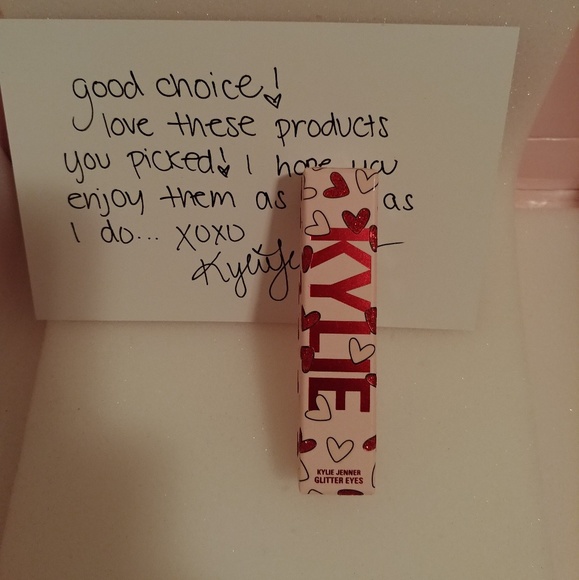 good choice!
love these products
you picked! I hope you
enjoy them as as
I do... XOXO
KYLIE
KYLIE JENNER
GLITTER EYES